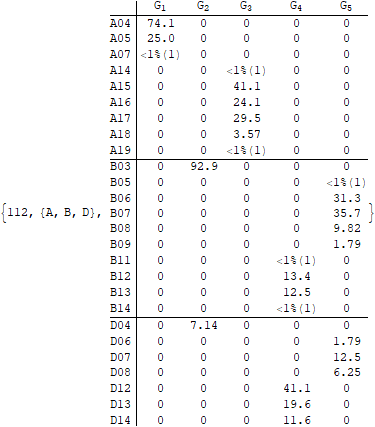 G1 G2 G3 G4 G5
A04 74.1 0 0 0 0
A05 25.0 0 0 0 0
A07 <1%(1) 0 0 0 0
A14 0 0 <1%(1) 0 0
A15 0 0 41.1 0 0
A16 0 0 24.1 0 0
A17 0 0 29.5 0 0
A18 0 0 3.57 0 0
A19 0 0 <1%(1) 0 0
B03 0 92.9 0 0 0
B05 0 0 0 0 <1%(1)
B06 0 0 0 0 31.3
{112, {A, B, D}, B07 0 0 0 0 35.7 }
B08 0 0 0 0 9.82
B09 0 0 0 0 1.79
B11 0 0 0 <1%(1) 0
B12 0 0 0 13.4 0
B13 0 0 0 12.5 0
B14 0 0 0 <1%(1) 0
D04 0 7.14 0 0 0
D06 0 0 0 0 1.79
D07 0 0 0 0 12.5
D08 0 0 0 0 6.25
D12 0 0 0 41.1 0
D13 0 0 0 19.6 0
D14 0 0 0 11.6 0